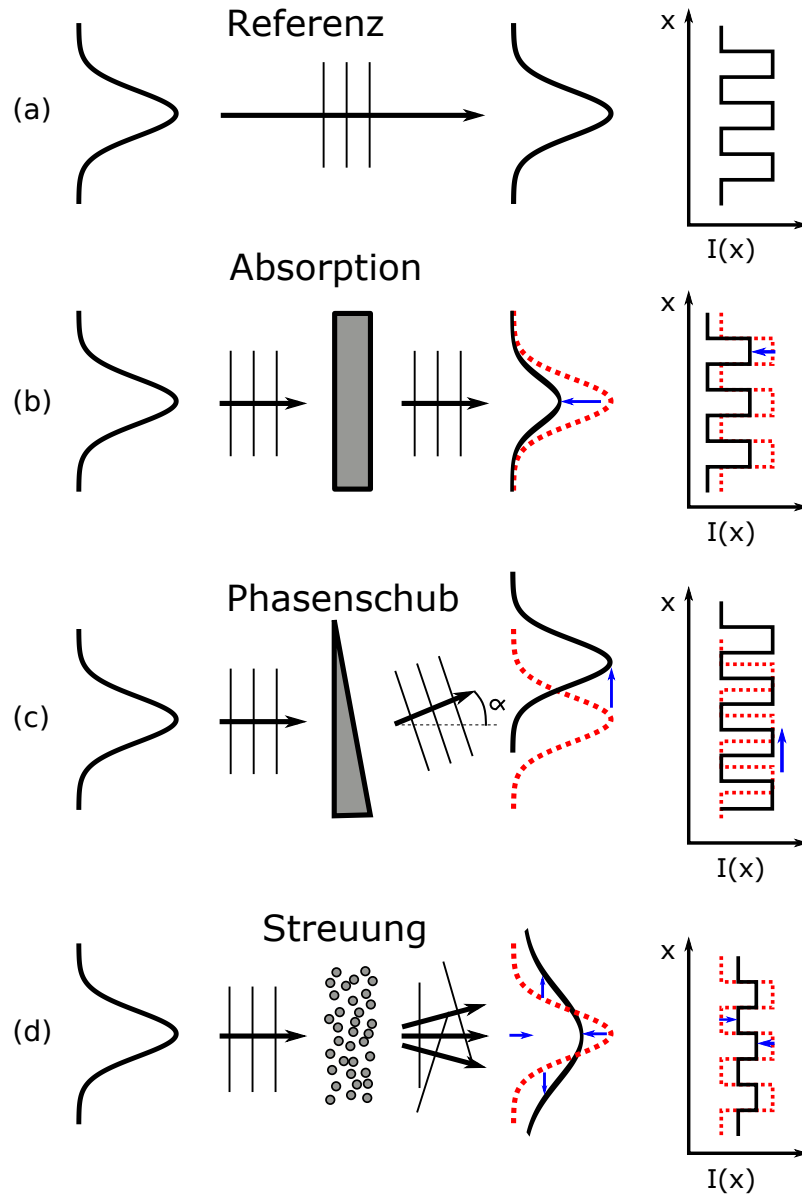 Referenz
x
(a)
I(x)
Absorption
x
(b)
I(x)
Phasenschub
x
∝
(c)
I(x)
Streuung
x
(d)
I(x)